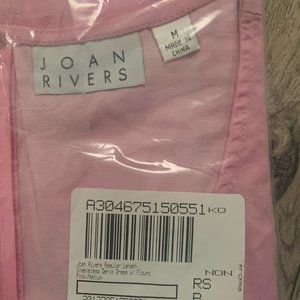 JOAN
RIVERS
M
MADE IN
CHINA
A304675150551
KO
Joan Rivers Regular Length
Sleeveless Denim Dress w/ Flounc
Pink/Medium
NON
RS